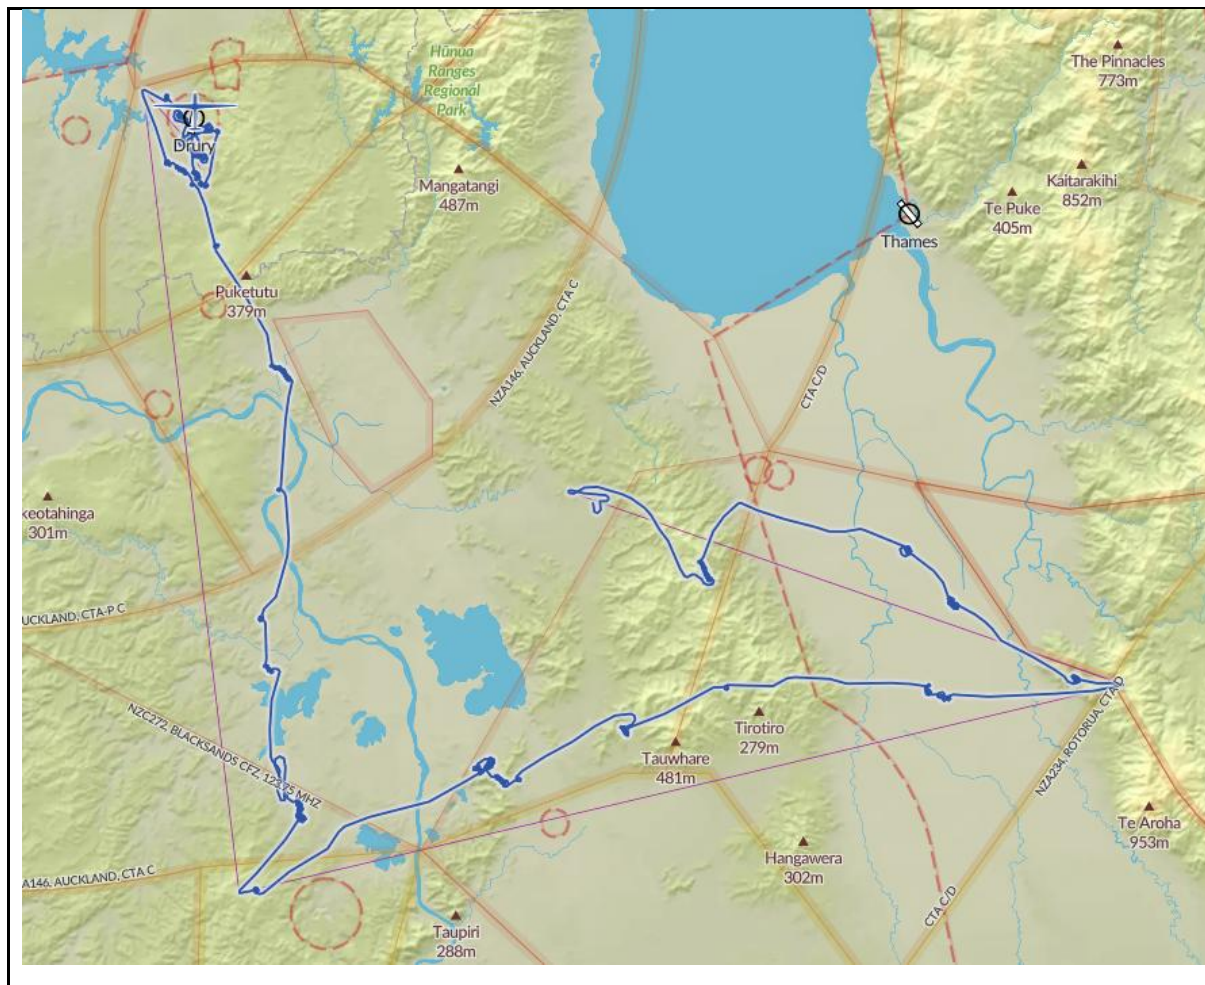 Hūnua
Ranges
Regional
Park
The Pinnacles
773m
Drury
Mangatangi
487m
Kaitarakihi
852m
Te Puke
405m
Thames
Puketutu
379m
NZA146, AUCKLAND, CTA C
CTA C/D
keotahinga
301m
UCKLAND, CTA-P C
NZC272, BLACKSANDS CFZ, 123.75 MHZ
Tirotiro
279m
Tauwhare
481m
NZA234, ROTORUA, CTA D
Te Aroha
953m
Hangawera
302m
A146, AUCKLAND, CTA C
CTA C/D
Taupiri
288m